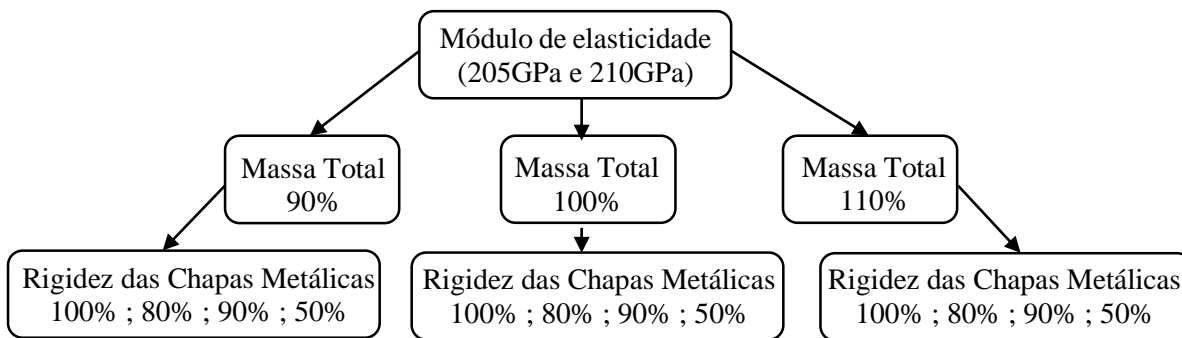 Módulo de elasticidade
(205GPa e 210GPa)
Massa Total
90%
Massa Total
100%
Massa Total
110%
Rigidez das Chapas Metálicas
100% ; 80% ; 90% ; 50%
Rigidez das Chapas Metálicas
100% ; 80% ; 90% ; 50%
Rigidez das Chapas Metálicas
100% ; 80% ; 90% ; 50%